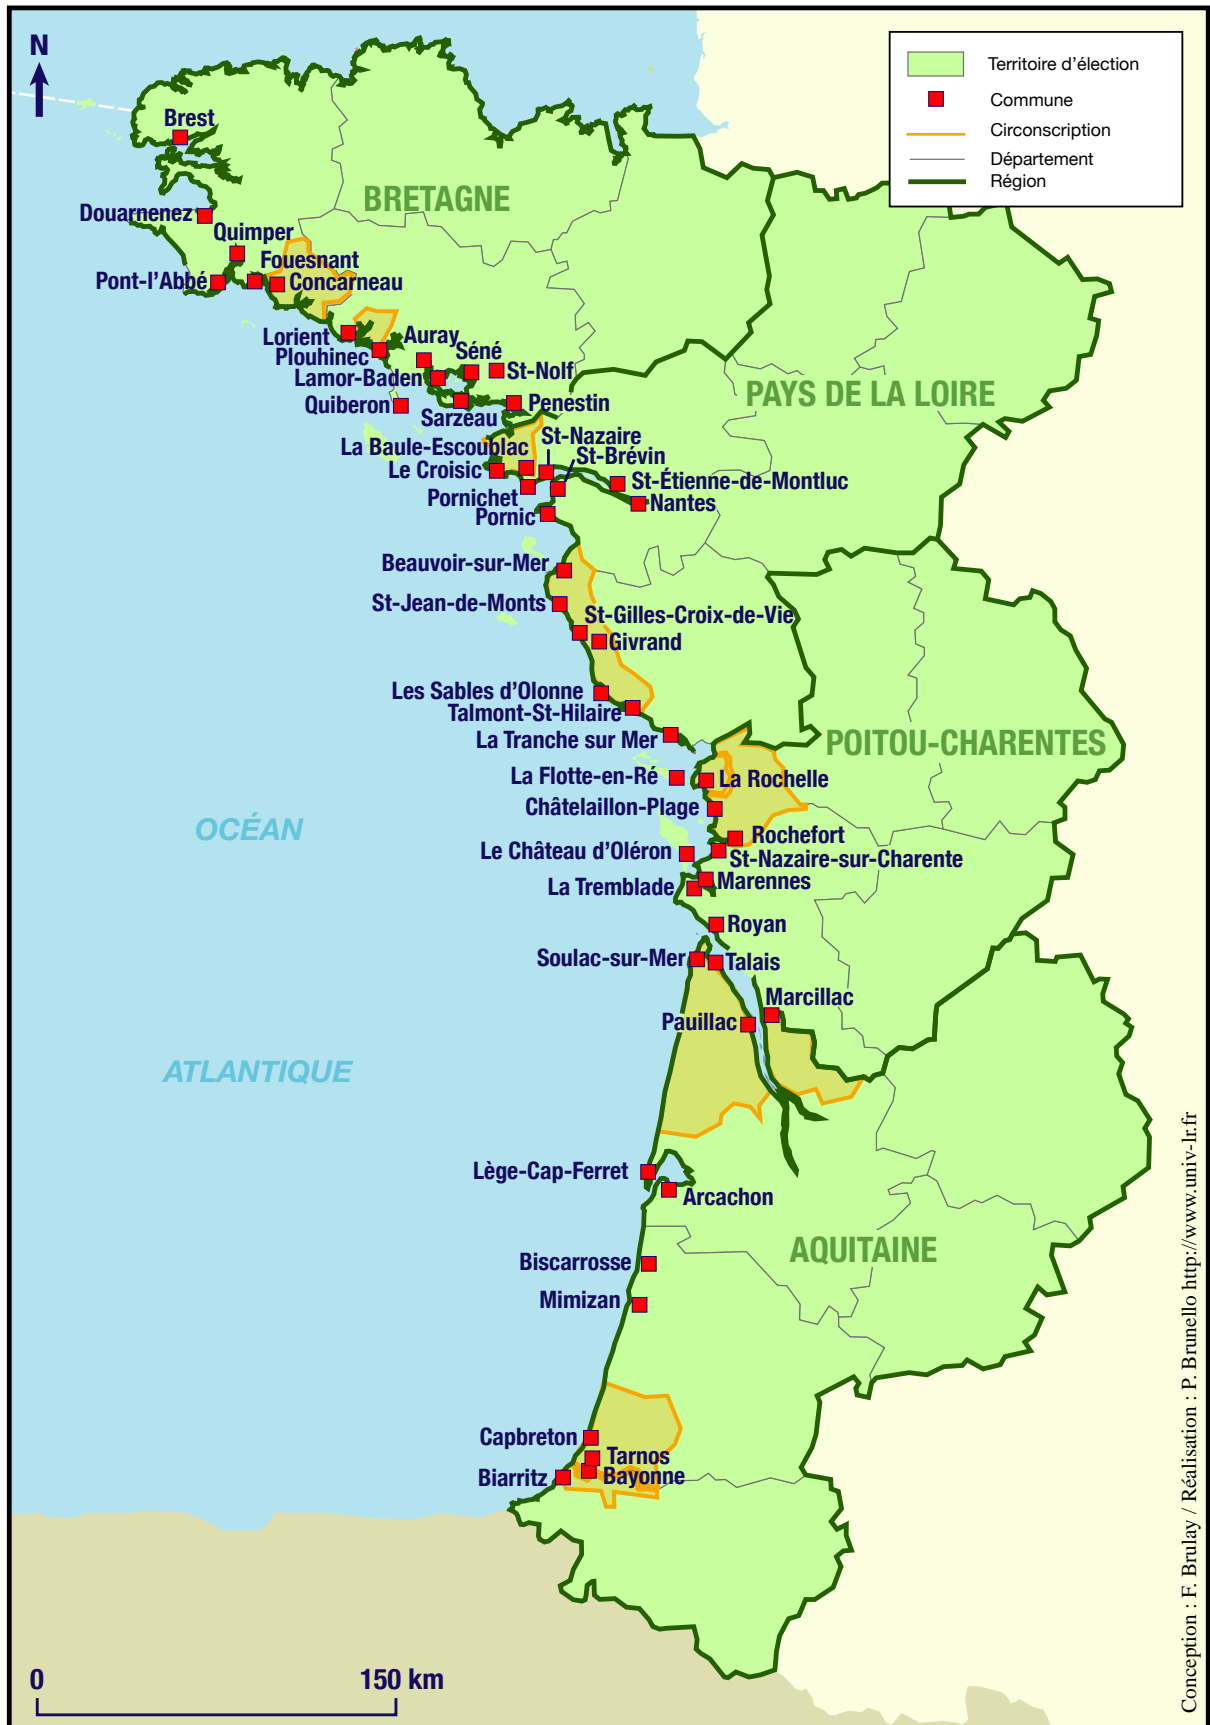 N
Territoire d'élection
Commune
Circonscription
Département
Région
Brest
BRETAGNE
Douarnenez
Quimper
Fouesnant
Pont-l'Abbé
Concarneau
Lorient
Auray
Plouhinec
Séné
Lamor-Baden
St-Nolf
PAYS DE LA LOIRE
Quiberon
Penestin
Sarzeau
St-Nazaire
La Baule-Escoublac
St-Brévin
Le Croisic
St-Étienne-de-Montluc
Pornichet
Nantes
Pornic
Beauvoir-sur-Mer
St-Jean-de-Monts
St-Gilles-Croix-de-Vie
Givrand
Les Sables d'Olonne
Talmont-St-Hilaire
La Tranche sur Mer
POITOU-CHARENTES
La Flotte-en-Ré
La Rochelle
Châtelaillon-Plage
OCÉAN
Rochefort
Le Château d'Oléron
St-Nazaire-sur-Charente
Marennes
La Tremblade
Royan
Soulac-sur-Mer
Talais
Marcillac
Pauillac
ATLANTIQUE
Lège-Cap-Ferret
Arcachon
AQUITAINE
Biscarrosse
Mimizan
Capbreton
Tarnos
Biarritz
Bayonne
0
150 km
Conception : F. Brulay / Réalisation : P. Brunello http://www.univ-lr.fr